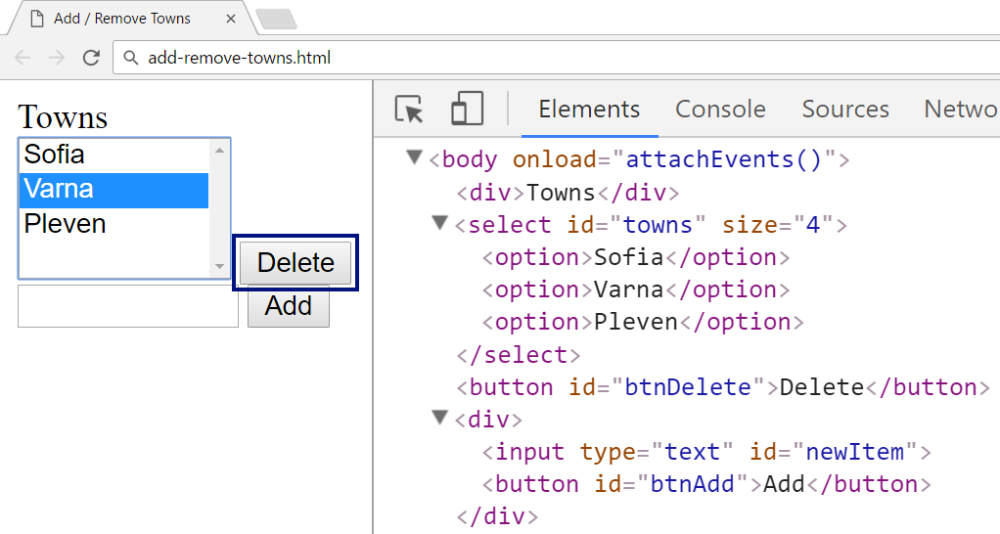 Add / Remove Towns
add-remove-towns.html
Towns
Sofia
Varna
Pleven
Delete
Add
Elements Console Sources Netwo
<body onload="attachEvents()">
<div>Towns</div>
<select id="towns" size="4">
<option>Sofia</option>
<option>Varna</option>
<option>Pleven</option>
</select>
<button id="btnDelete">Delete</button>
<div>
<input type="text" id="newItem">
<button id="btnAdd">Add</button>
</div>